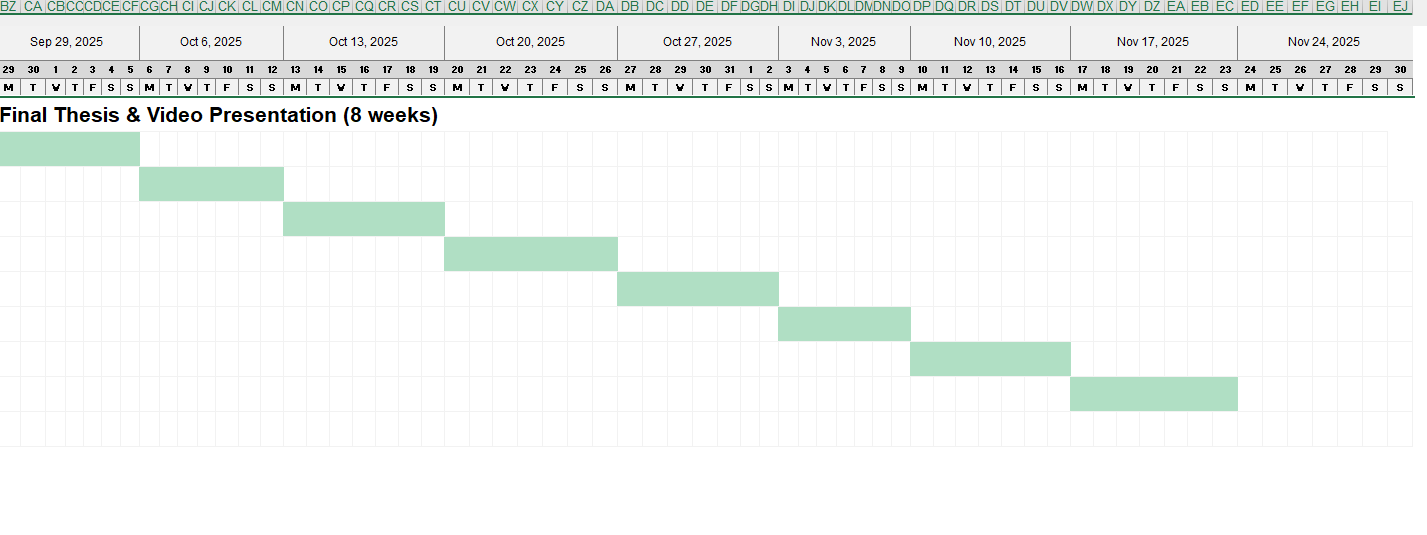 BZ CA CB CC CD CE CF CG CH CI CJ CK CL CM CN CO CP CQ CR CS CT CU CV CW CX CY CZ DA DB DC DD DE DF DG DH DI DJ DK DL DM DN DO DP DQ DR DS DT DU DV DW DX DY DZ EA EB EC ED EE EF EG EH EI EJ
Sep 29, 2025 Oct 6, 2025 Oct 13, 2025 Oct 20, 2025 Oct 27, 2025 Nov 3, 2025 Nov 10, 2025 Nov 17, 2025 Nov 24, 2025
29 30 1 2 3 4 5 6 7 8 9 10 11 12 13 14 15 16 17 18 19 20 21 22 23 24 25 26 27 28 29 30 31 1 2 3 4 5 6 7 8 9 10 11 12 13 14 15 16 17 18 19 20 21 22 23 24 25 26 27 28 29 30
M T W T F S S M T W T F S S M T W T F S S M T W T F S S M T W T F S S M T W T F S S M T W T F S S M T W T F S S M T W T F S S
Final Thesis & Video Presentation (8 weeks)